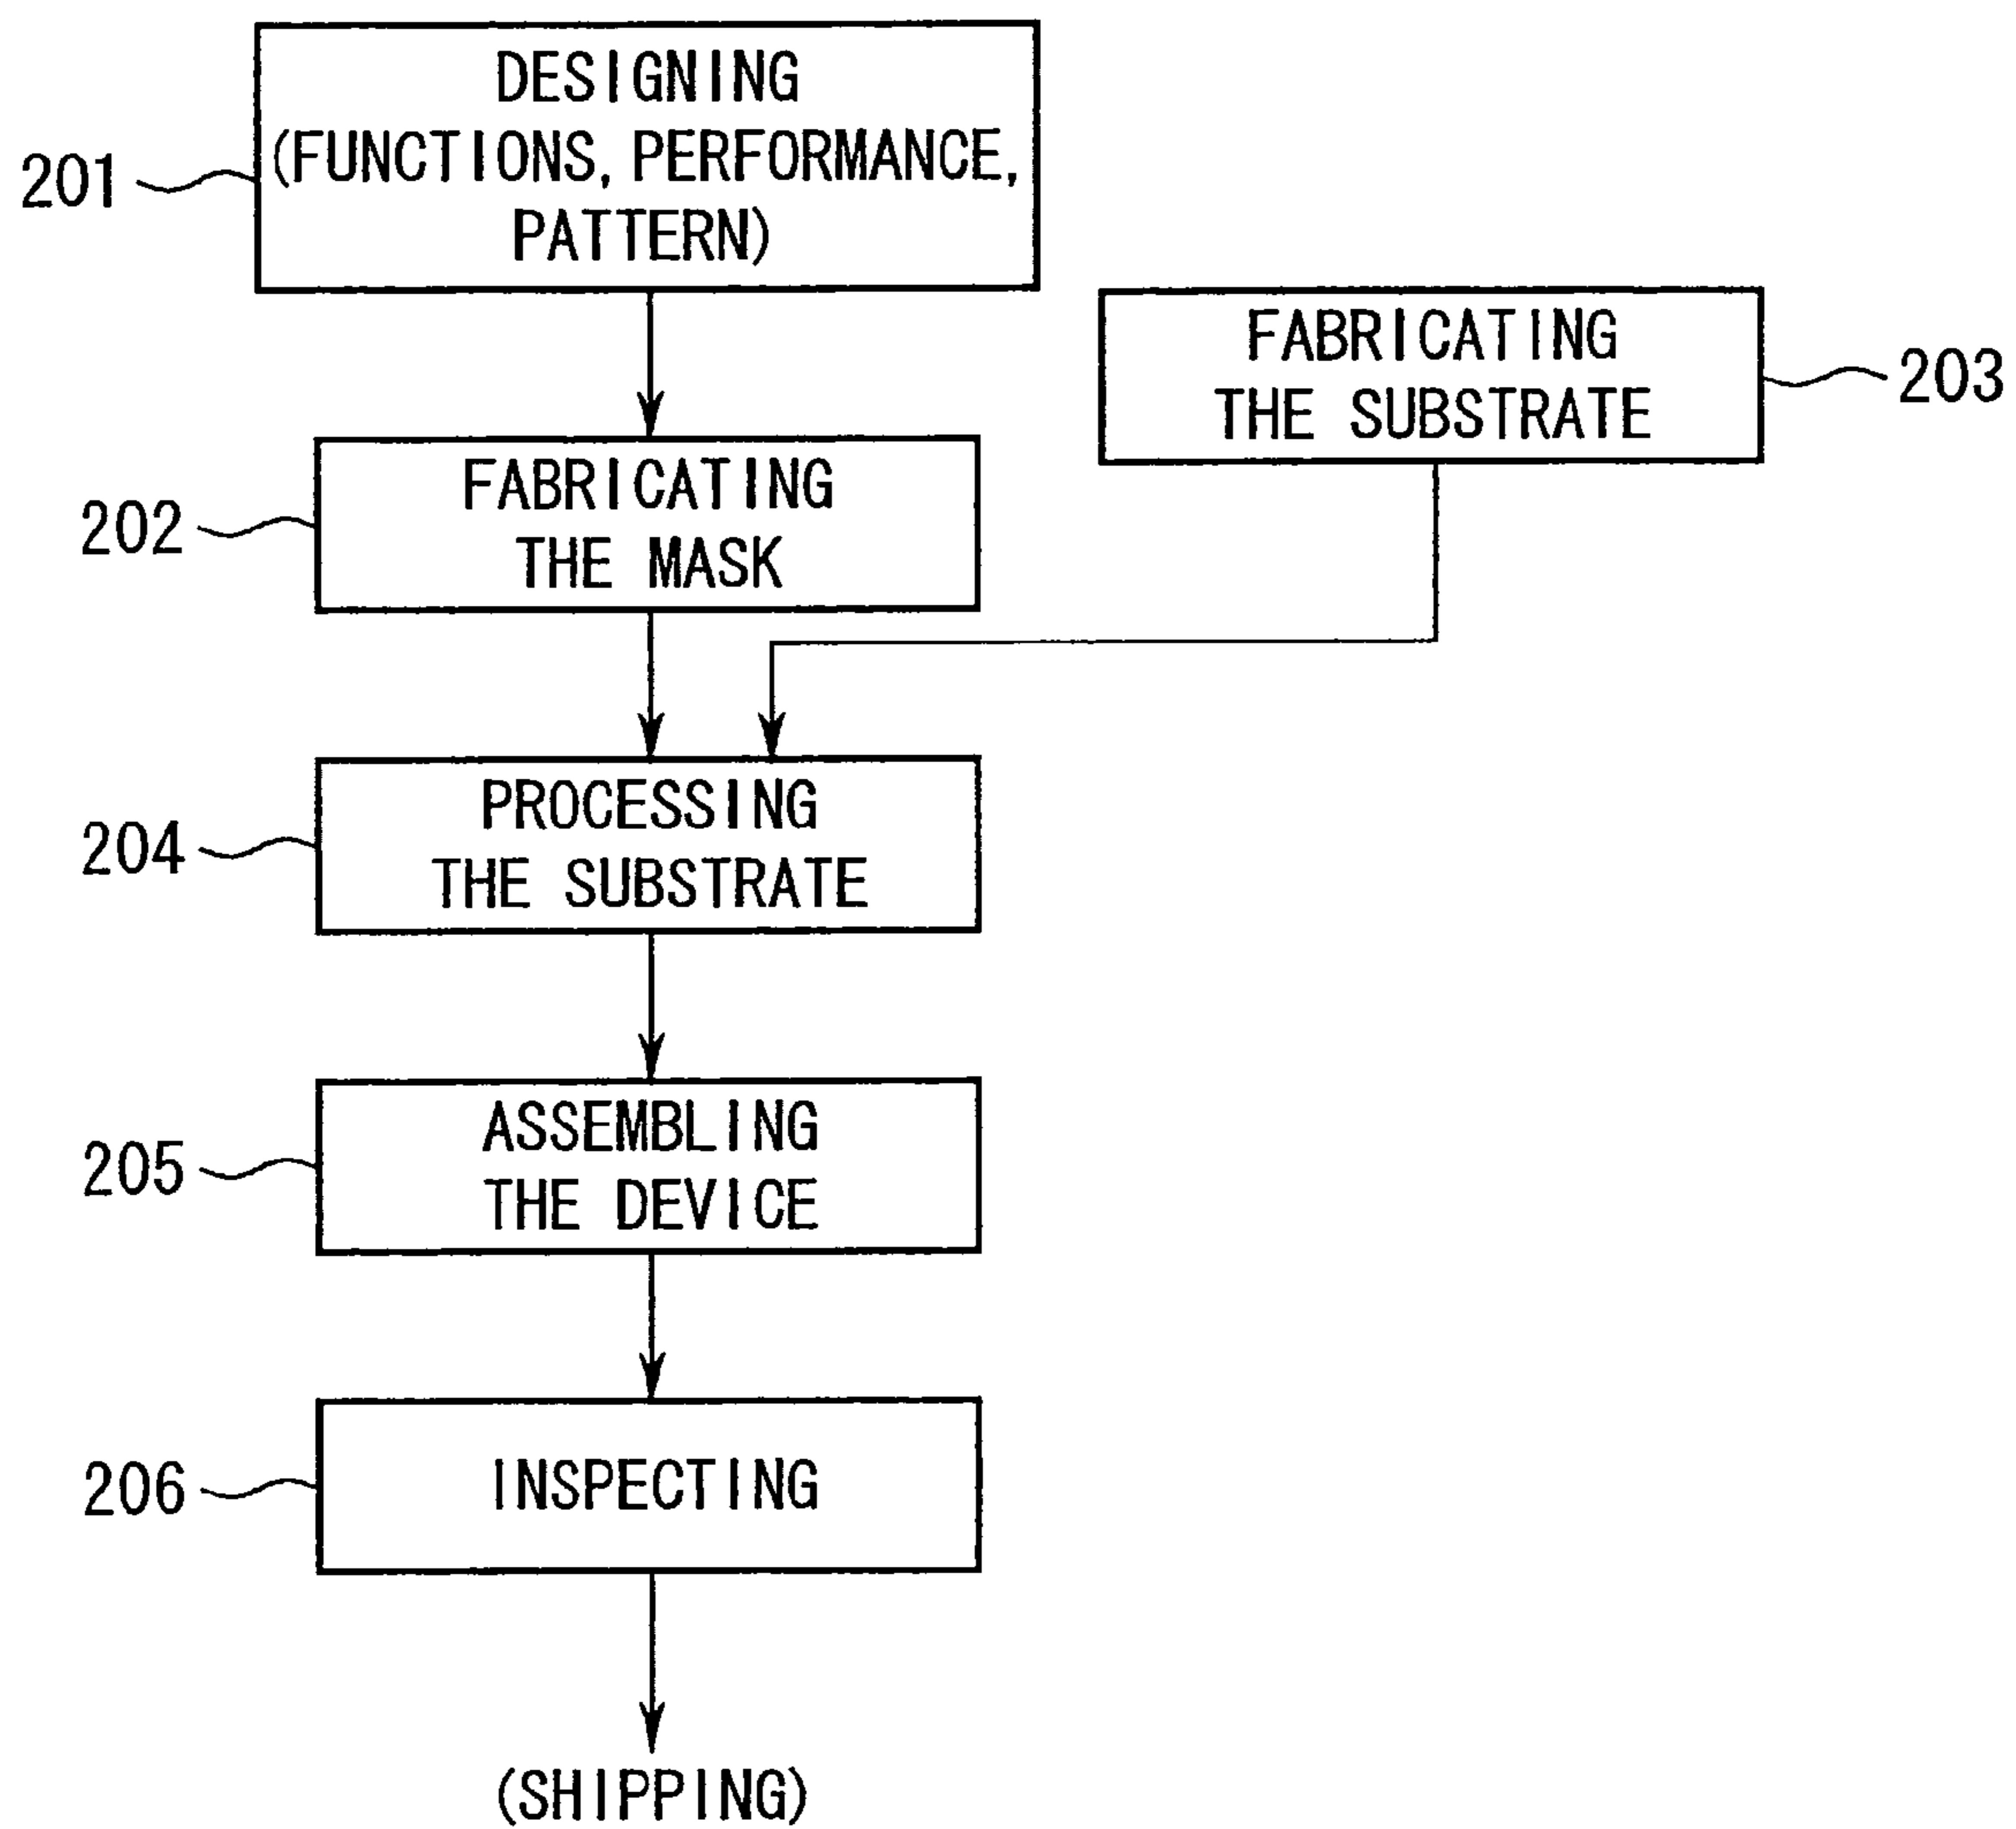 201
DESIGNING
(FUNCTIONS, PERFORMANCE,
PATTERN)
FABRICATING
THE SUBSTRATE
203
202
FABRICATING
THE MASK
204
PROCESSING
THE SUBSTRATE
205
ASSEMBLING
THE DEVICE
206
INSPECTING
(SHIPPING)